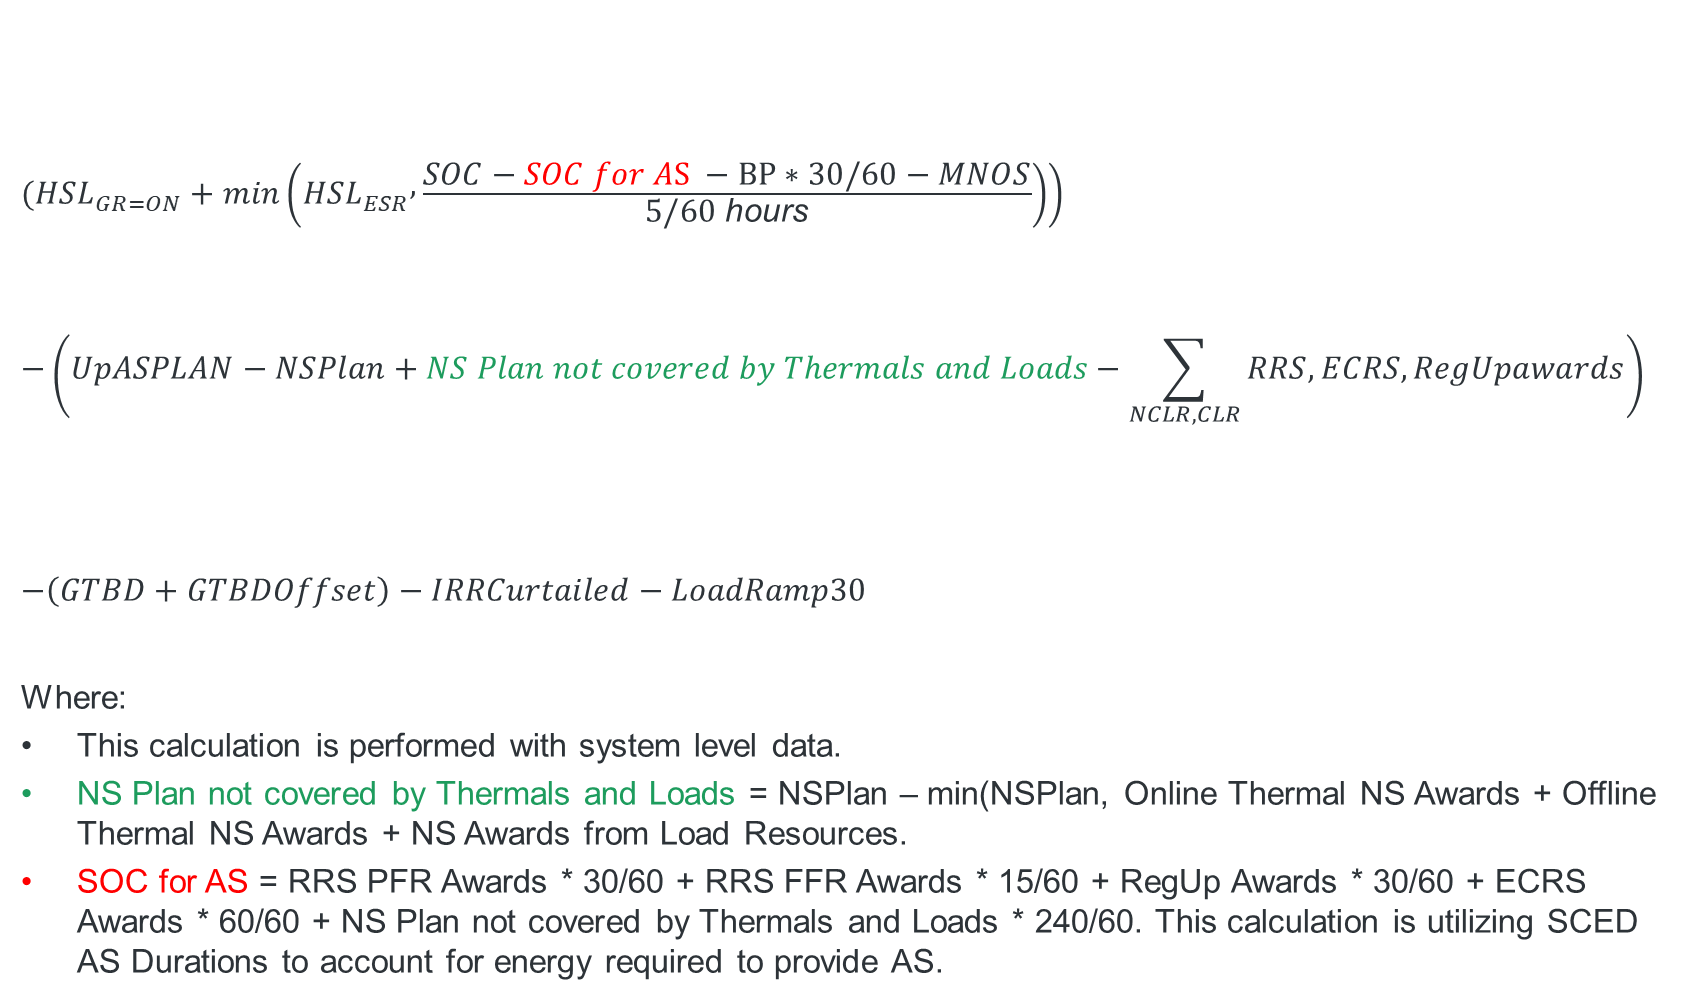 (HSL_{GR=ON} + min(HSL_{ESR}, \frac{SOC − SOC for AS − BP ∗ 30/60 − MNOS}{5/60 hours}))
−(UpASPLAN − NSPlan + NS Plan not covered by Thermals and Loads − ∑_{NCLR,CLR} RRS, ECRS, RegUpawards)
−(GTBD + GTBDOffset) − IRRCurtailed − LoadRamp30
Where:
• This calculation is performed with system level data.
• NS Plan not covered by Thermals and Loads = NSPlan – min(NSPlan, Online Thermal NS Awards + Offline
Thermal NS Awards + NS Awards from Load Resources.
• SOC for AS = RRS PFR Awards * 30/60 + RRS FFR Awards * 15/60 + RegUp Awards * 30/60 + ECRS
Awards * 60/60 + NS Plan not covered by Thermals and Loads * 240/60. This calculation is utilizing SCED
AS Durations to account for energy required to provide AS.